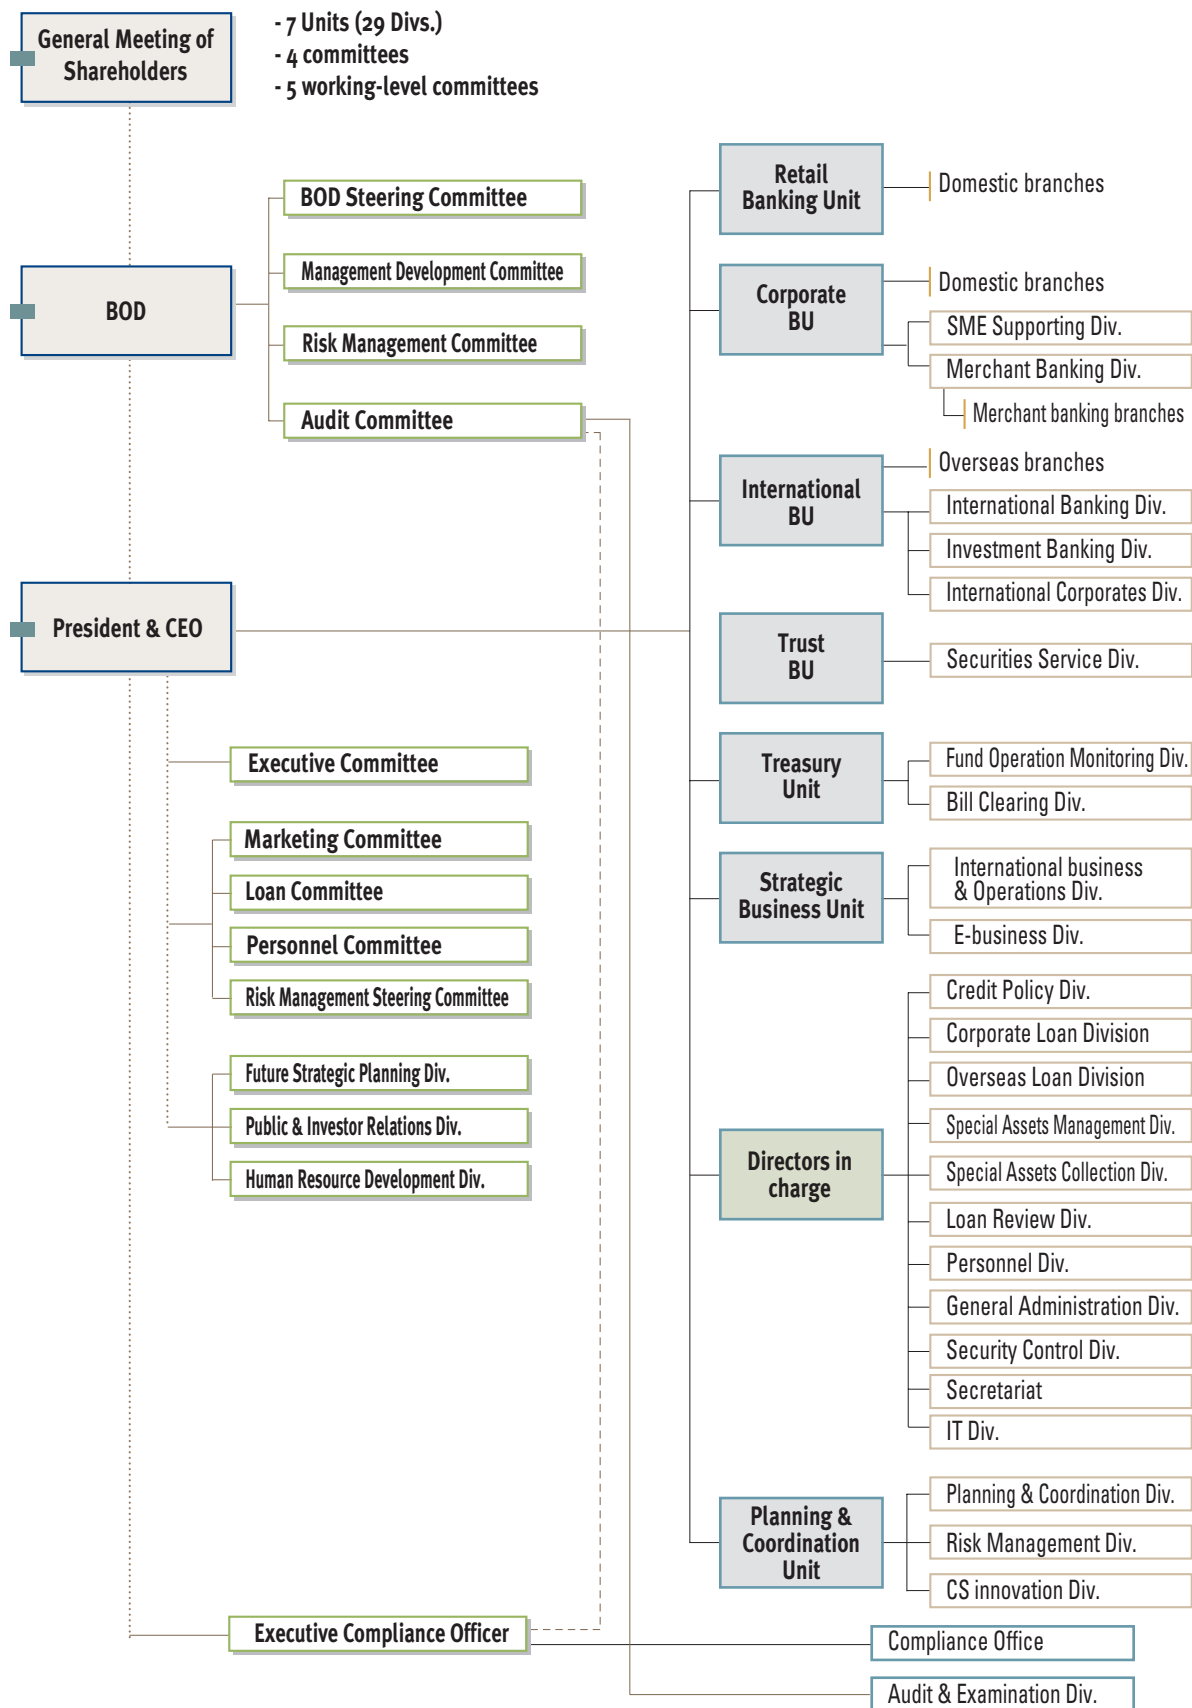 General Meeting of
Shareholders
- 7 Units (29 Divs.)
- 4 committees
- 5 working-level committees
BOD
BOD Steering Committee
Management Development Committee
Risk Management Committee
Audit Committee
President & CEO
Executive Committee
Marketing Committee
Loan Committee
Personnel Committee
Risk Management Steering Committee
Future Strategic Planning Div.
Public & Investor Relations Div.
Human Resource Development Div.
Executive Compliance Officer
Retail
Banking Unit
Domestic branches
Corporate
BU
Domestic branches
SME Supporting Div.
Merchant Banking Div.
Merchant banking branches
International
BU
Overseas branches
International Banking Div.
Investment Banking Div.
International Corporates Div.
Trust
BU
Securities Service Div.
Treasury
Unit
Fund Operation Monitoring Div.
Bill Clearing Div.
Strategic
Business Unit
International business
& Operations Div.
E-business Div.
Directors in
charge
Credit Policy Div.
Corporate Loan Division
Overseas Loan Division
Special Assets Management Div.
Special Assets Collection Div.
Loan Review Div.
Personnel Div.
General Administration Div.
Security Control Div.
Secretariat
IT Div.
Planning &
Coordination
Unit
Planning & Coordination Div.
Risk Management Div.
CS innovation Div.
Compliance Office
Audit & Examination Div.